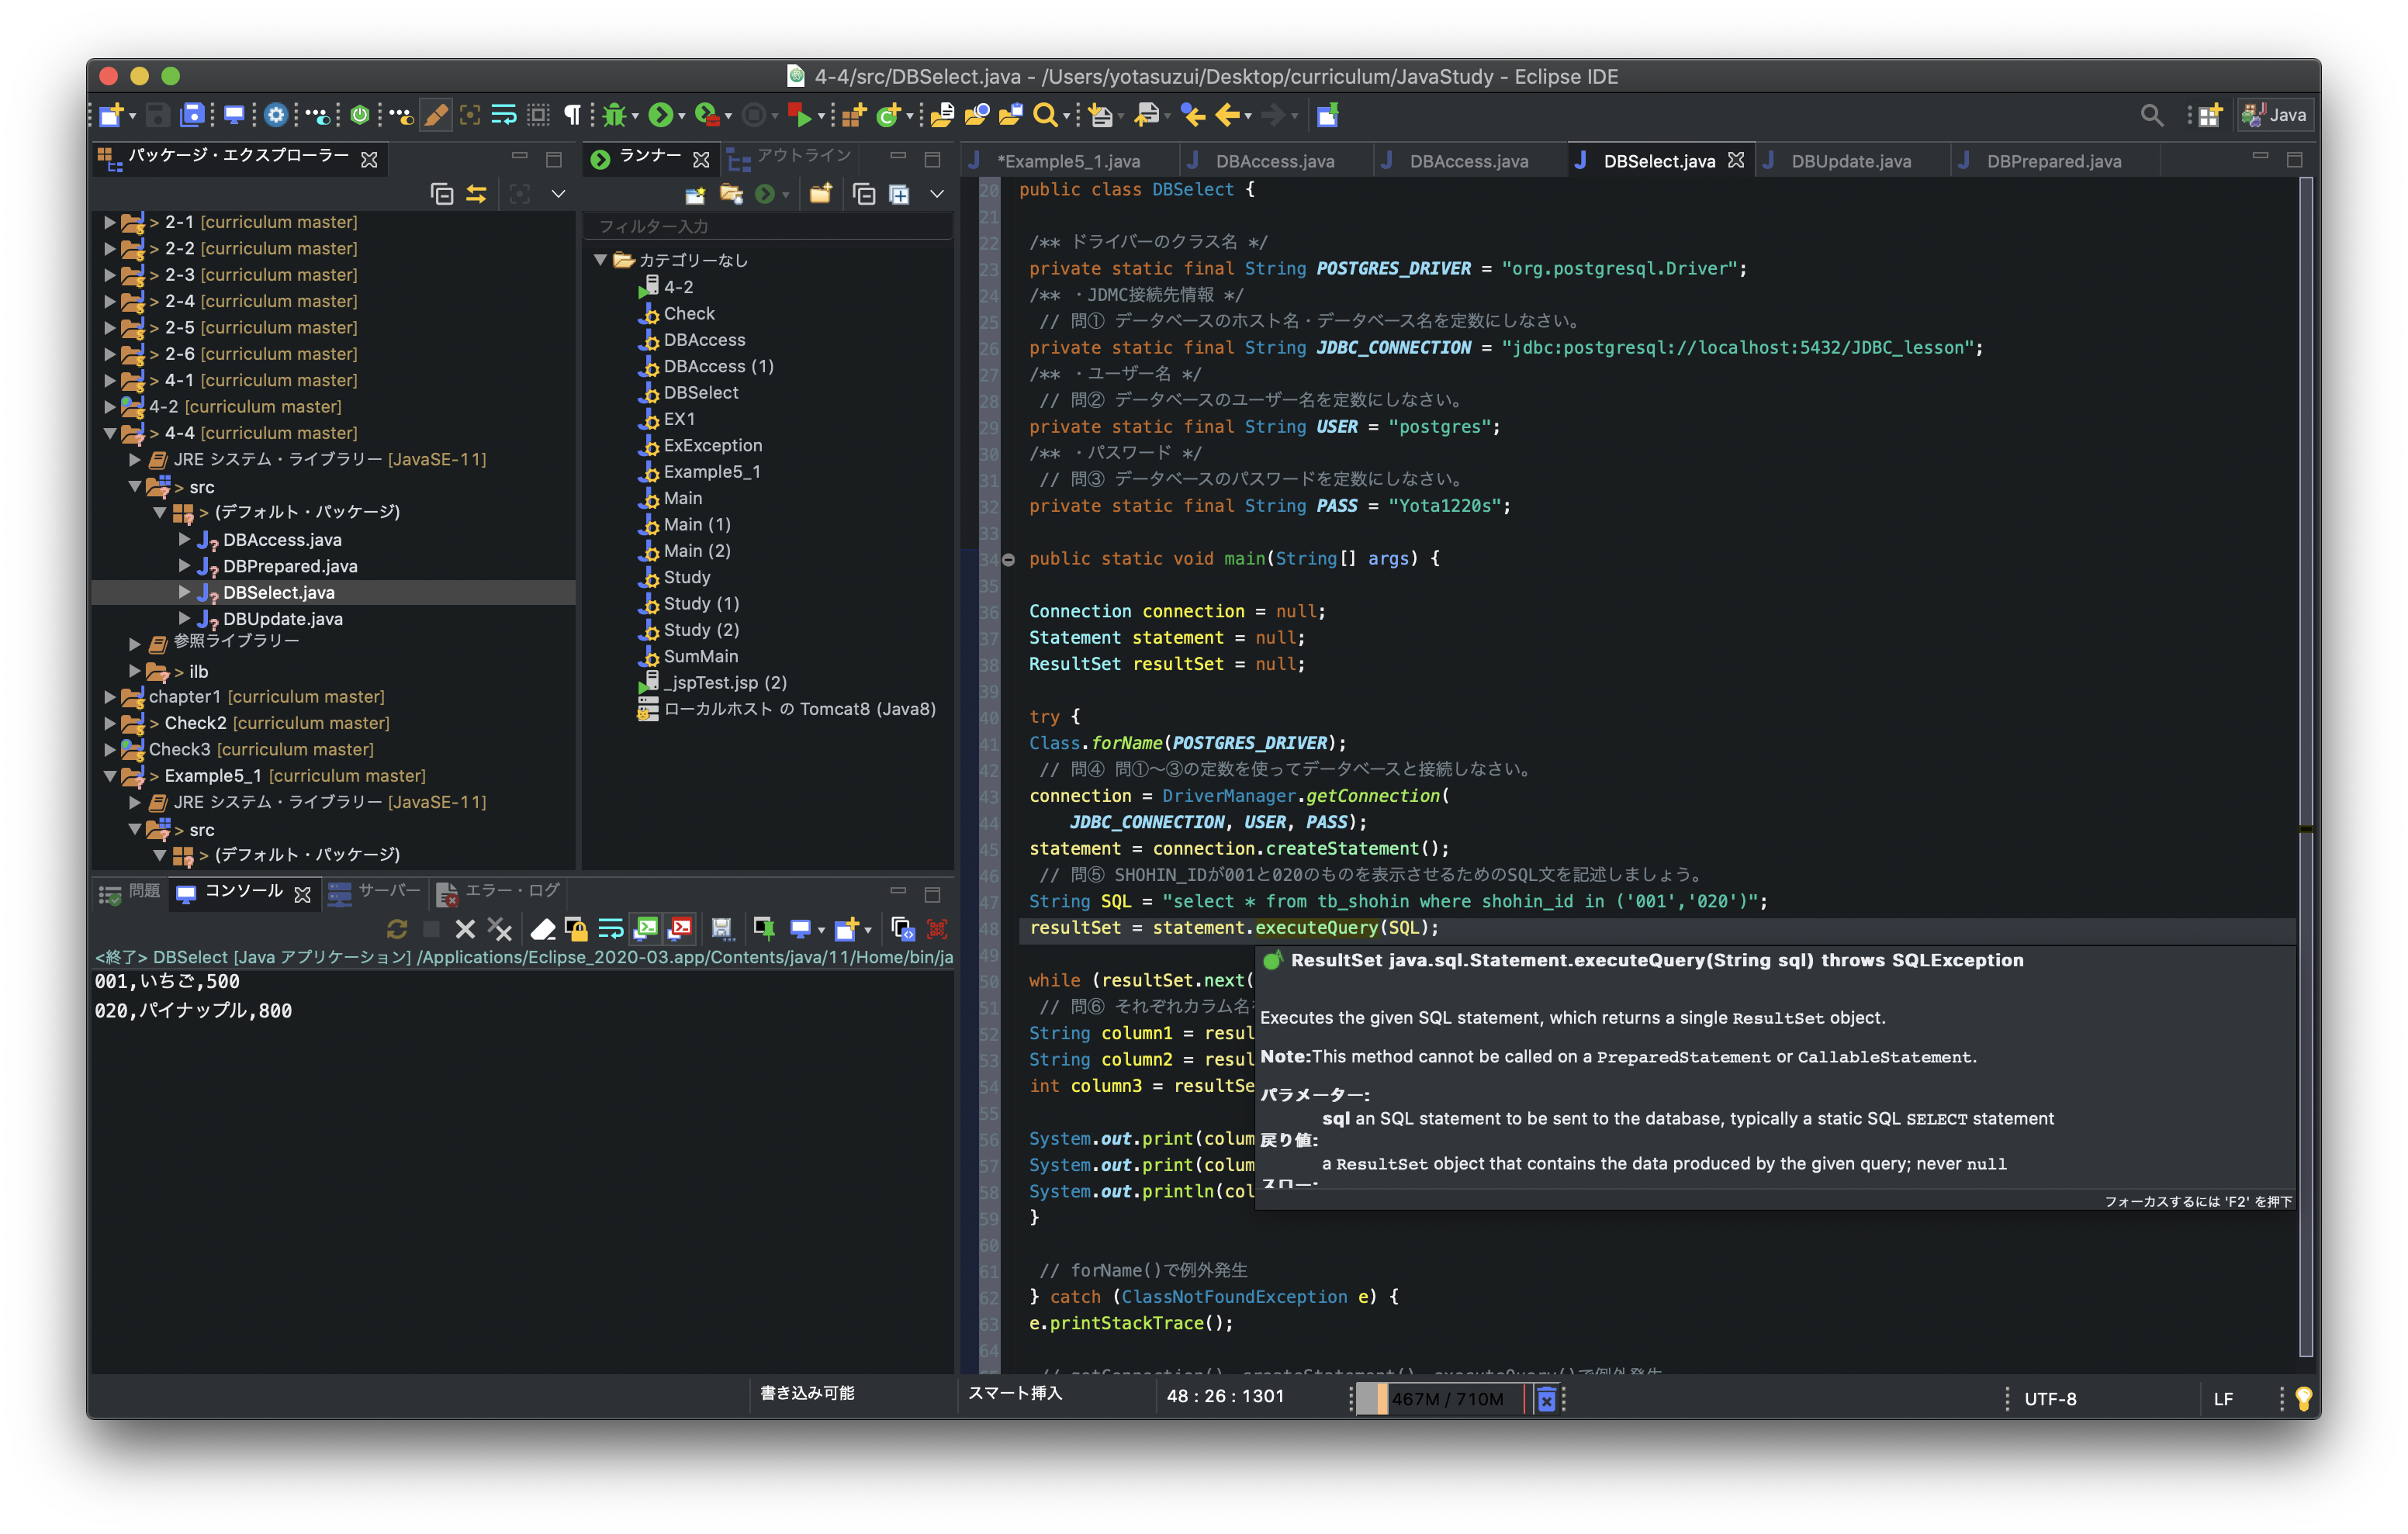 4-4/src/DBSelect.java - /Users/yotasuzui/Desktop/curriculum/JavaStudy - Eclipse IDE
Java
パッケージ・エクスプローラー
> 2-1 [curriculum master]
> 2-2 [curriculum master]
> 2-3 [curriculum master]
> 2-4 [curriculum master]
> 2-5 [curriculum master]
> 2-6 [curriculum master]
> 4-1 [curriculum master]
4-2 [curriculum master]
> 4-4 [curriculum master]
JRE システム・ライブラリー [JavaSE-11]
> src
> (デフォルト・パッケージ)
DBAccess.java
DBPrepared.java
DBSelect.java
DBUpdate.java
参照ライブラリー
> ilb
chapter1 [curriculum master]
> Check2 [curriculum master]
Check3 [curriculum master]
> Example5_1 [curriculum master]
JRE システム・ライブラリー [JavaSE-11]
> src
> (デフォルト・パッケージ)
ランナー
アウトライン
フィルター入力
カテゴリーなし
4-2
Check
DBAccess
DBAccess (1)
DBSelect
EX1
ExException
Example5_1
Main
Main (1)
Main (2)
Study
Study (1)
Study (2)
SumMain
_jspTest.jsp (2)
ローカルホスト の Tomcat8 (Java8)
問題
コンソール
サーバー
エラー・ログ
<終了> DBSelect [Java アプリケーション] /Applications/Eclipse_2020-03.app/Contents/java/11/Home/bin/ja
001,いちご,500
020,パイナップル,800
*Example5_1.java
DBAccess.java
DBAccess.java
DBSelect.java
DBUpdate.java
DBPrepared.java
20 public class DBSelect {
21
22 /** ドライバーのクラス名 */
23 private static final String POSTGRES_DRIVER = "org.postgresql.Driver";
24 /** ・JDMC接続先情報 */
25 // 問① データベースのホスト名・データベース名を定数にしなさい。
26 private static final String JDBC_CONNECTION = "jdbc:postgresql://localhost:5432/JDBC_lesson";
27 /** ・ユーザー名 */
28 // 問② データベースのユーザー名を定数にしなさい。
29 private static final String USER = "postgres";
30 /** ・パスワード */
31 // 問③ データベースのパスワードを定数にしなさい。
32 private static final String PASS = "Yota1220s";
33
34 public static void main(String[] args) {
35
36 Connection connection = null;
37 Statement statement = null;
38 ResultSet resultSet = null;
39
40 try {
41 Class.forName(POSTGRES_DRIVER);
42 // 問④ 問①〜③の定数を使ってデータベースと接続しなさい。
43 connection = DriverManager.getConnection(
44 JDBC_CONNECTION, USER, PASS);
45 statement = connection.createStatement();
46 // 問⑤ SHOHIN_IDが001と020のものを表示させるためのSQL文を記述しましょう。
47 String SQL = "select * from tb_shohin where shohin_id in ('001','020')";
48 resultSet = statement.executeQuery(SQL);
49
50 while (resultSet.next(
51 // 問⑥ それぞれカラム名
52 String column1 = resul
53 String column2 = resul
54 int column3 = resultSe
55
56 System.out.print(colum
57 System.out.print(colum
58 System.out.println(col
59 }
60
61 // forName()で例外発生
62 } catch (ClassNotFoundException e) {
63 e.printStackTrace();
64
ResultSet java.sql.Statement.executeQuery(String sql) throws SQLException
Executes the given SQL statement, which returns a single ResultSet object.
Note:This method cannot be called on a PreparedStatement or CallableStatement.
パラメーター:
sql an SQL statement to be sent to the database, typically a static SQL SELECT statement
戻り値:
a ResultSet object that contains the data produced by the given query; never null
フォーカスするには 'F2' を押下
書き込み可能
スマート挿入
48 : 26 : 1301
467M / 710M
UTF-8
LF